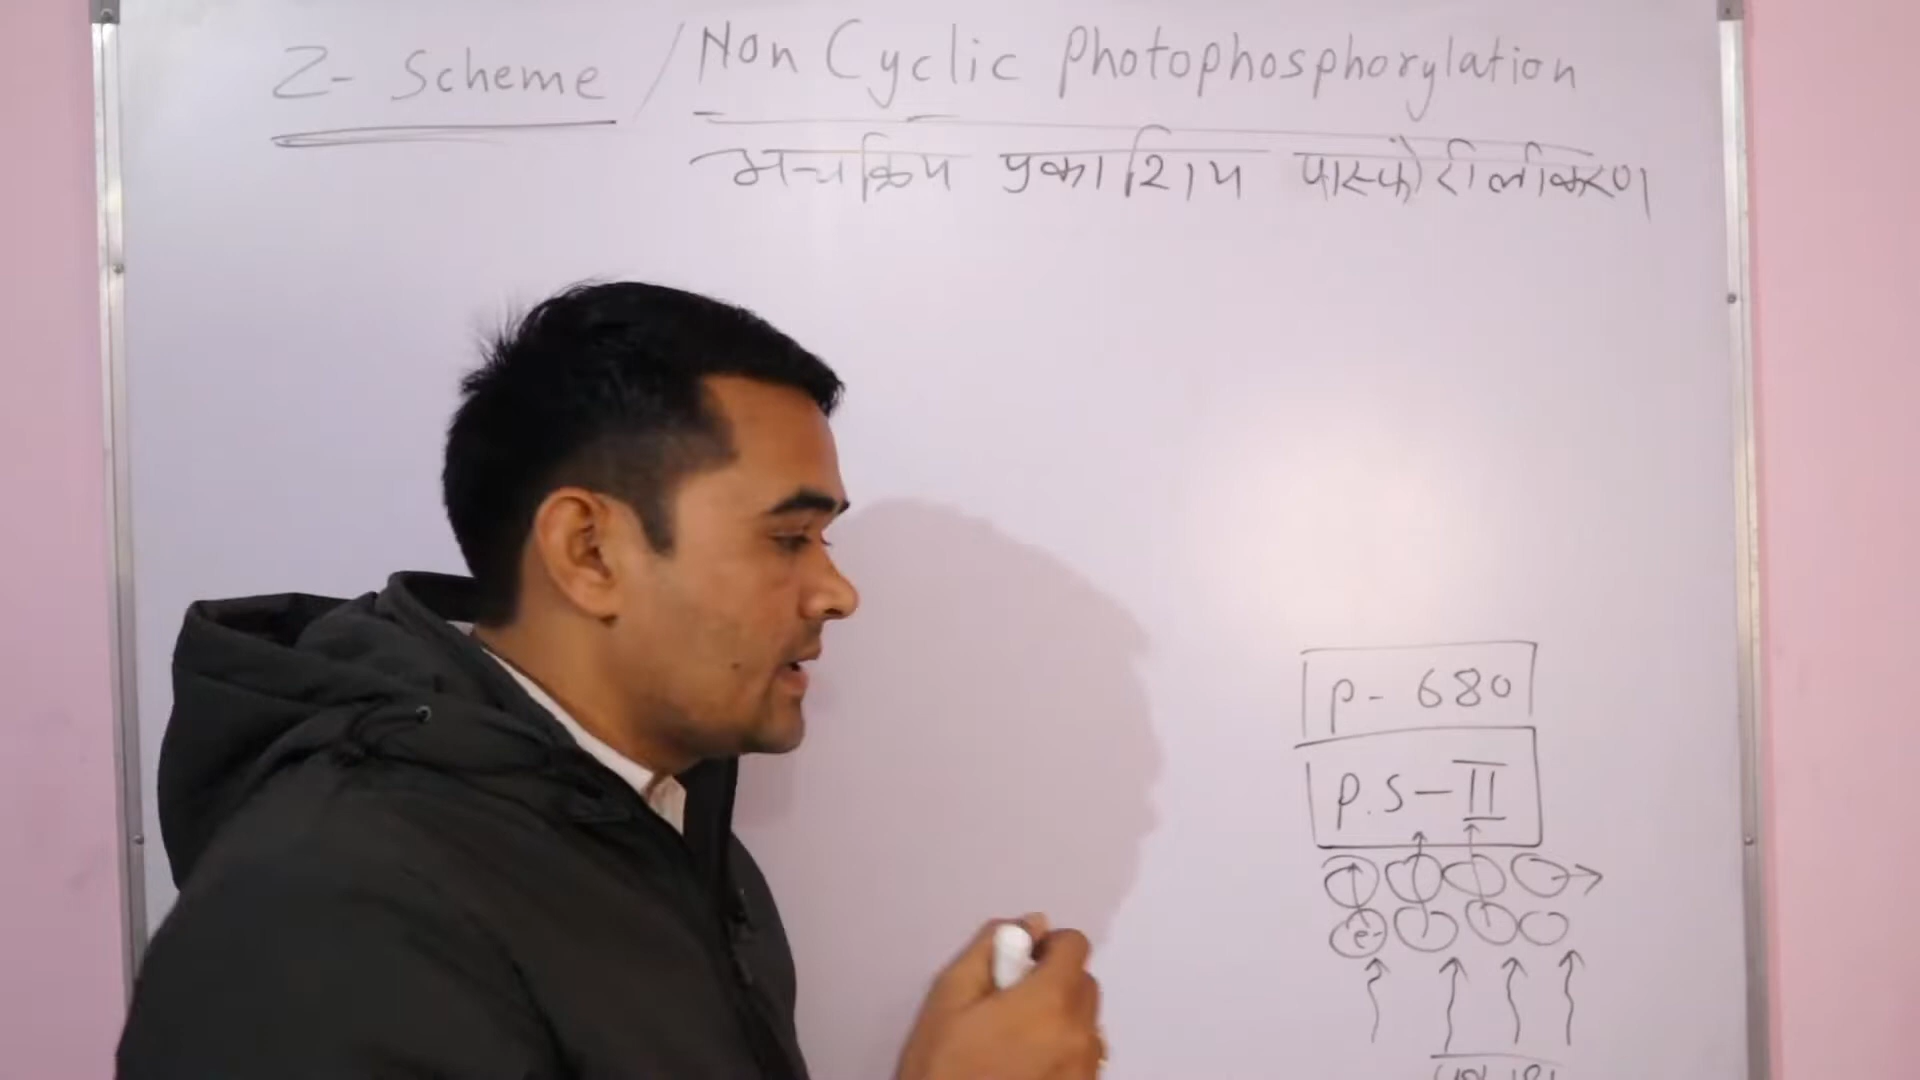 Z- Scheme / Non Cyclic photophosphorylation
अचक्रिय प्रकाशिय फास्फोरीलीकरण
p- 680
p.s-II
e-